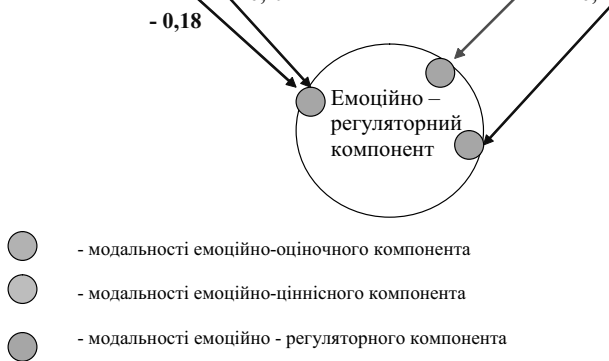 - 0,18
Емоційно –
регуляторний
компонент
- модальності емоційно-оціночного компонента
- модальності емоційно-ціннісного компонента
- модальності емоційно - регуляторного компонента